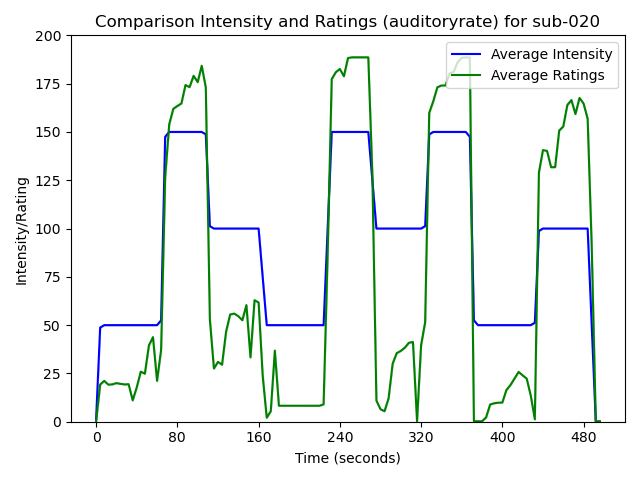 Comparison Intensity and Ratings (auditoryrate) for sub-020
Average Intensity
Average Ratings
Intensity/Rating
200
175
150
125
100
75
50
25
0
0 80 160 240 320 400 480
Time (seconds)